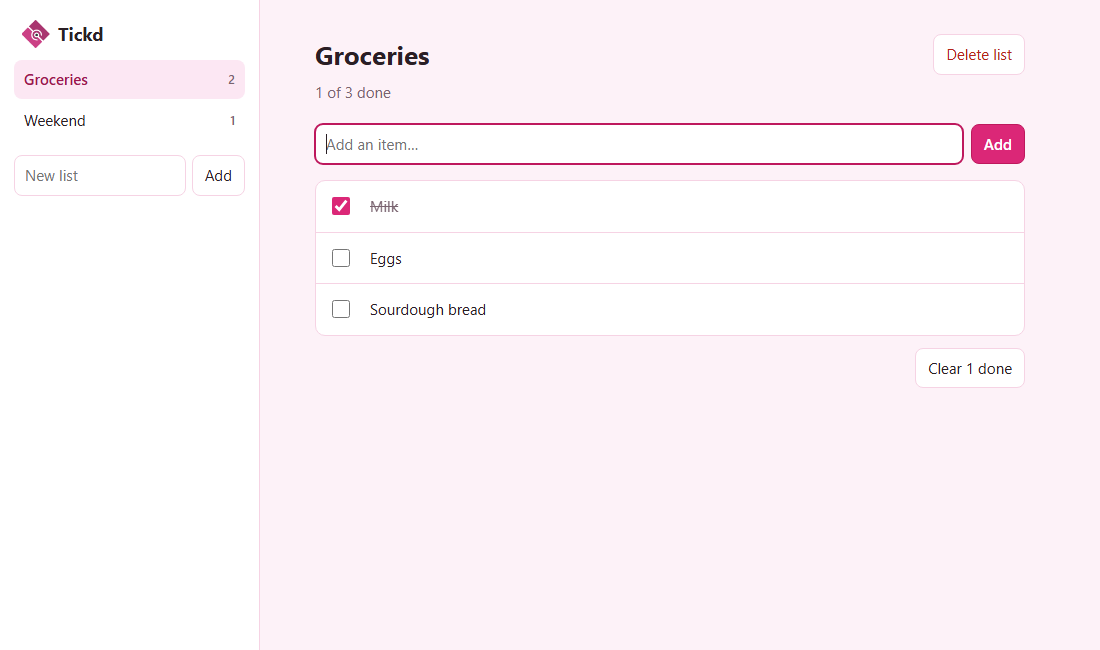 Tickd
Groceries 2
Weekend 1
New list Add
Groceries
Delete list
1 of 3 done
Add an item...
Add
Milk
Eggs
Sourdough bread
Clear 1 done